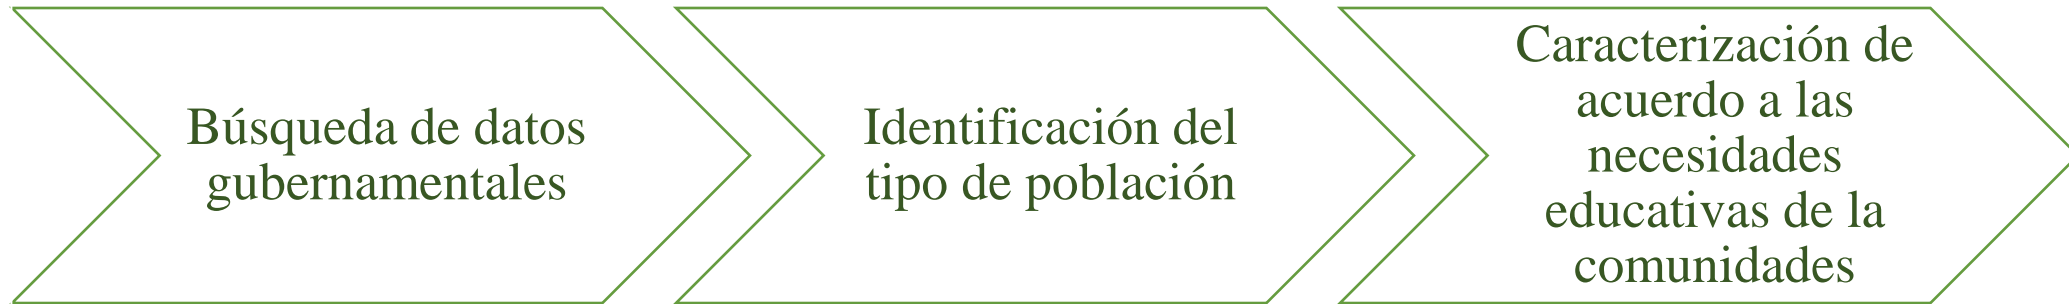 Búsqueda de datos
gubernamentales
Identificación del
tipo de población
Caracterización de
acuerdo a las
necesidades
educativas de la
comunidades